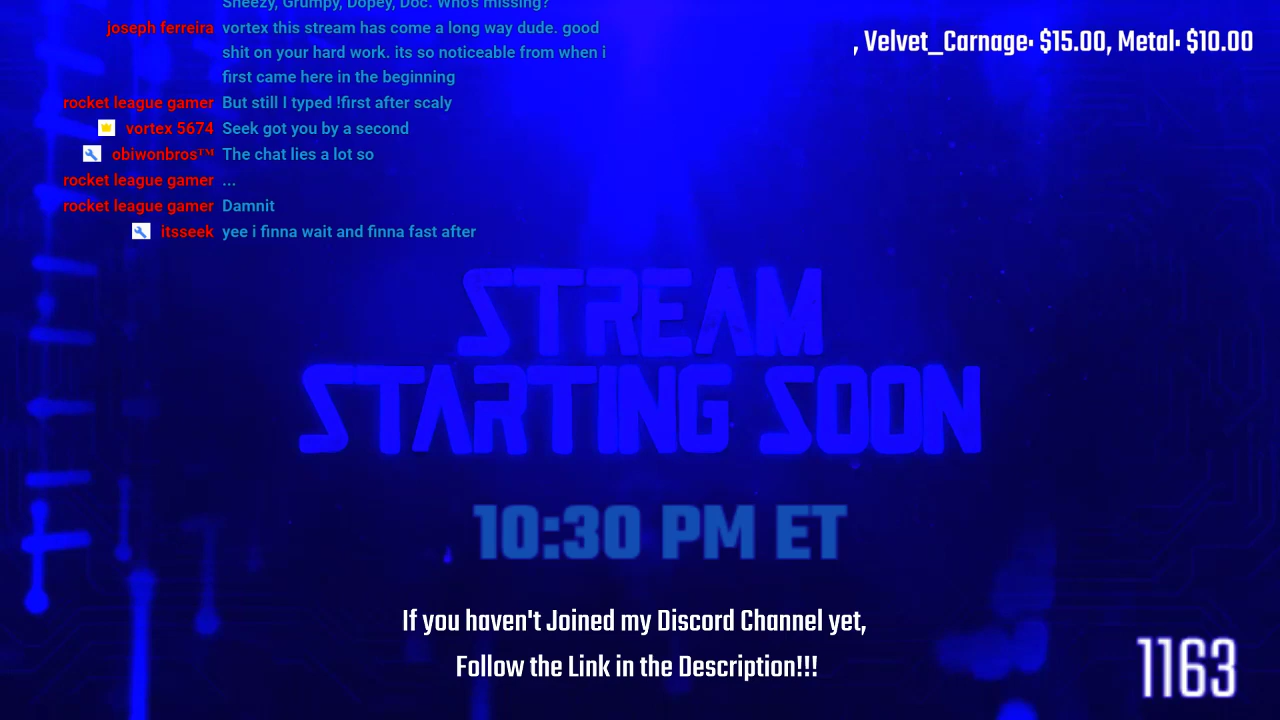 Sneezy, Grumpy, Dopey, Doc. Who's missing?
joseph ferreira vortex this stream has come a long way dude. good
shit on your hard work. its so noticeable from when i
first came here in the beginning
, Velvet_Carnage: $15.00, Metal: $10.00
rocket league gamer But still I typed !first after scaly
vortex 5674 Seek got you by a second
obiwonbros™ The chat lies a lot so
rocket league gamer ...
rocket league gamer Damnit
itsseek yee i finna wait and finna fast after
STREAM
STARTING SOON
10:30 PM ET
If you haven't Joined my Discord Channel yet,
Follow the Link in the Description!!!
1163